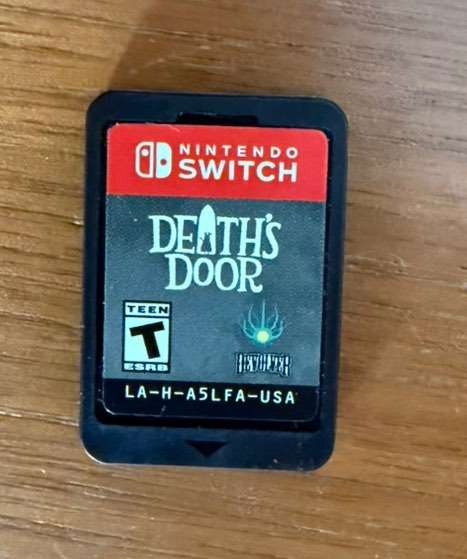 NINTENDO
SWITCH
DEATH'S
DOOR
TEEN
T
ESRB
DEVOLVER
LA-H-A5LFA-USA